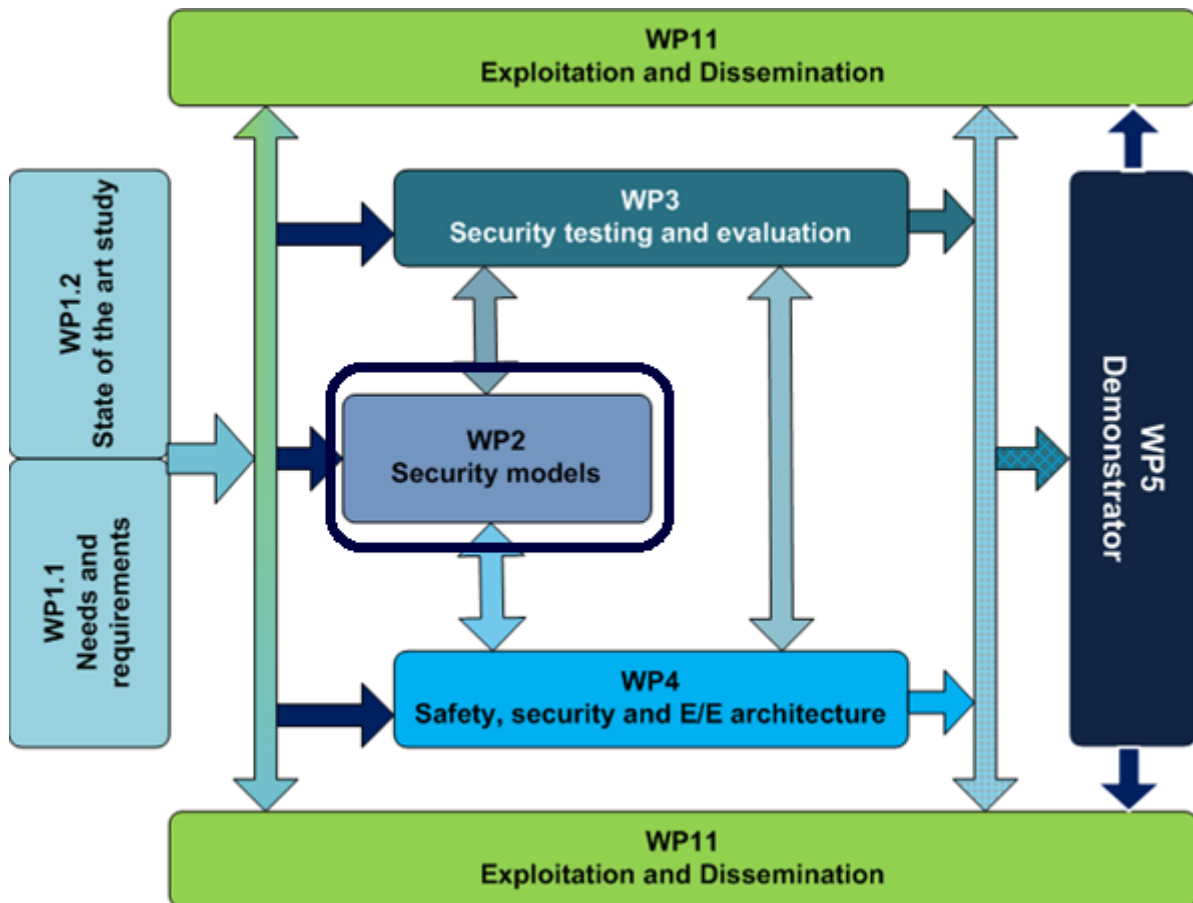 WP11
Exploitation and Dissemination
WP1.2
State of the art study
WP1.1
Needs and
requirements
WP3
Security testing and evaluation
WP2
Security models
WP4
Safety, security and E/E architecture
WP5
Demonstrator
WP11
Exploitation and Dissemination